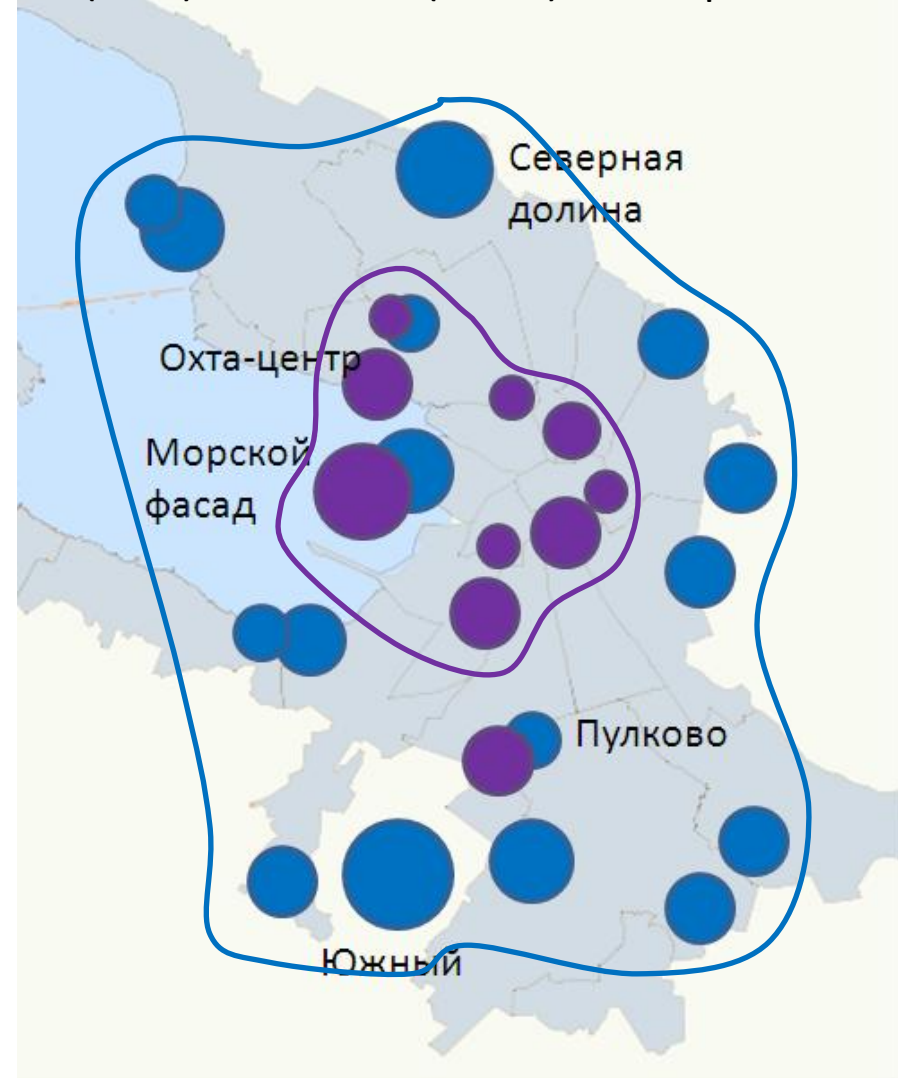 Северная
долина
Охта-центр
Морской
фасад
Пулково
Южный